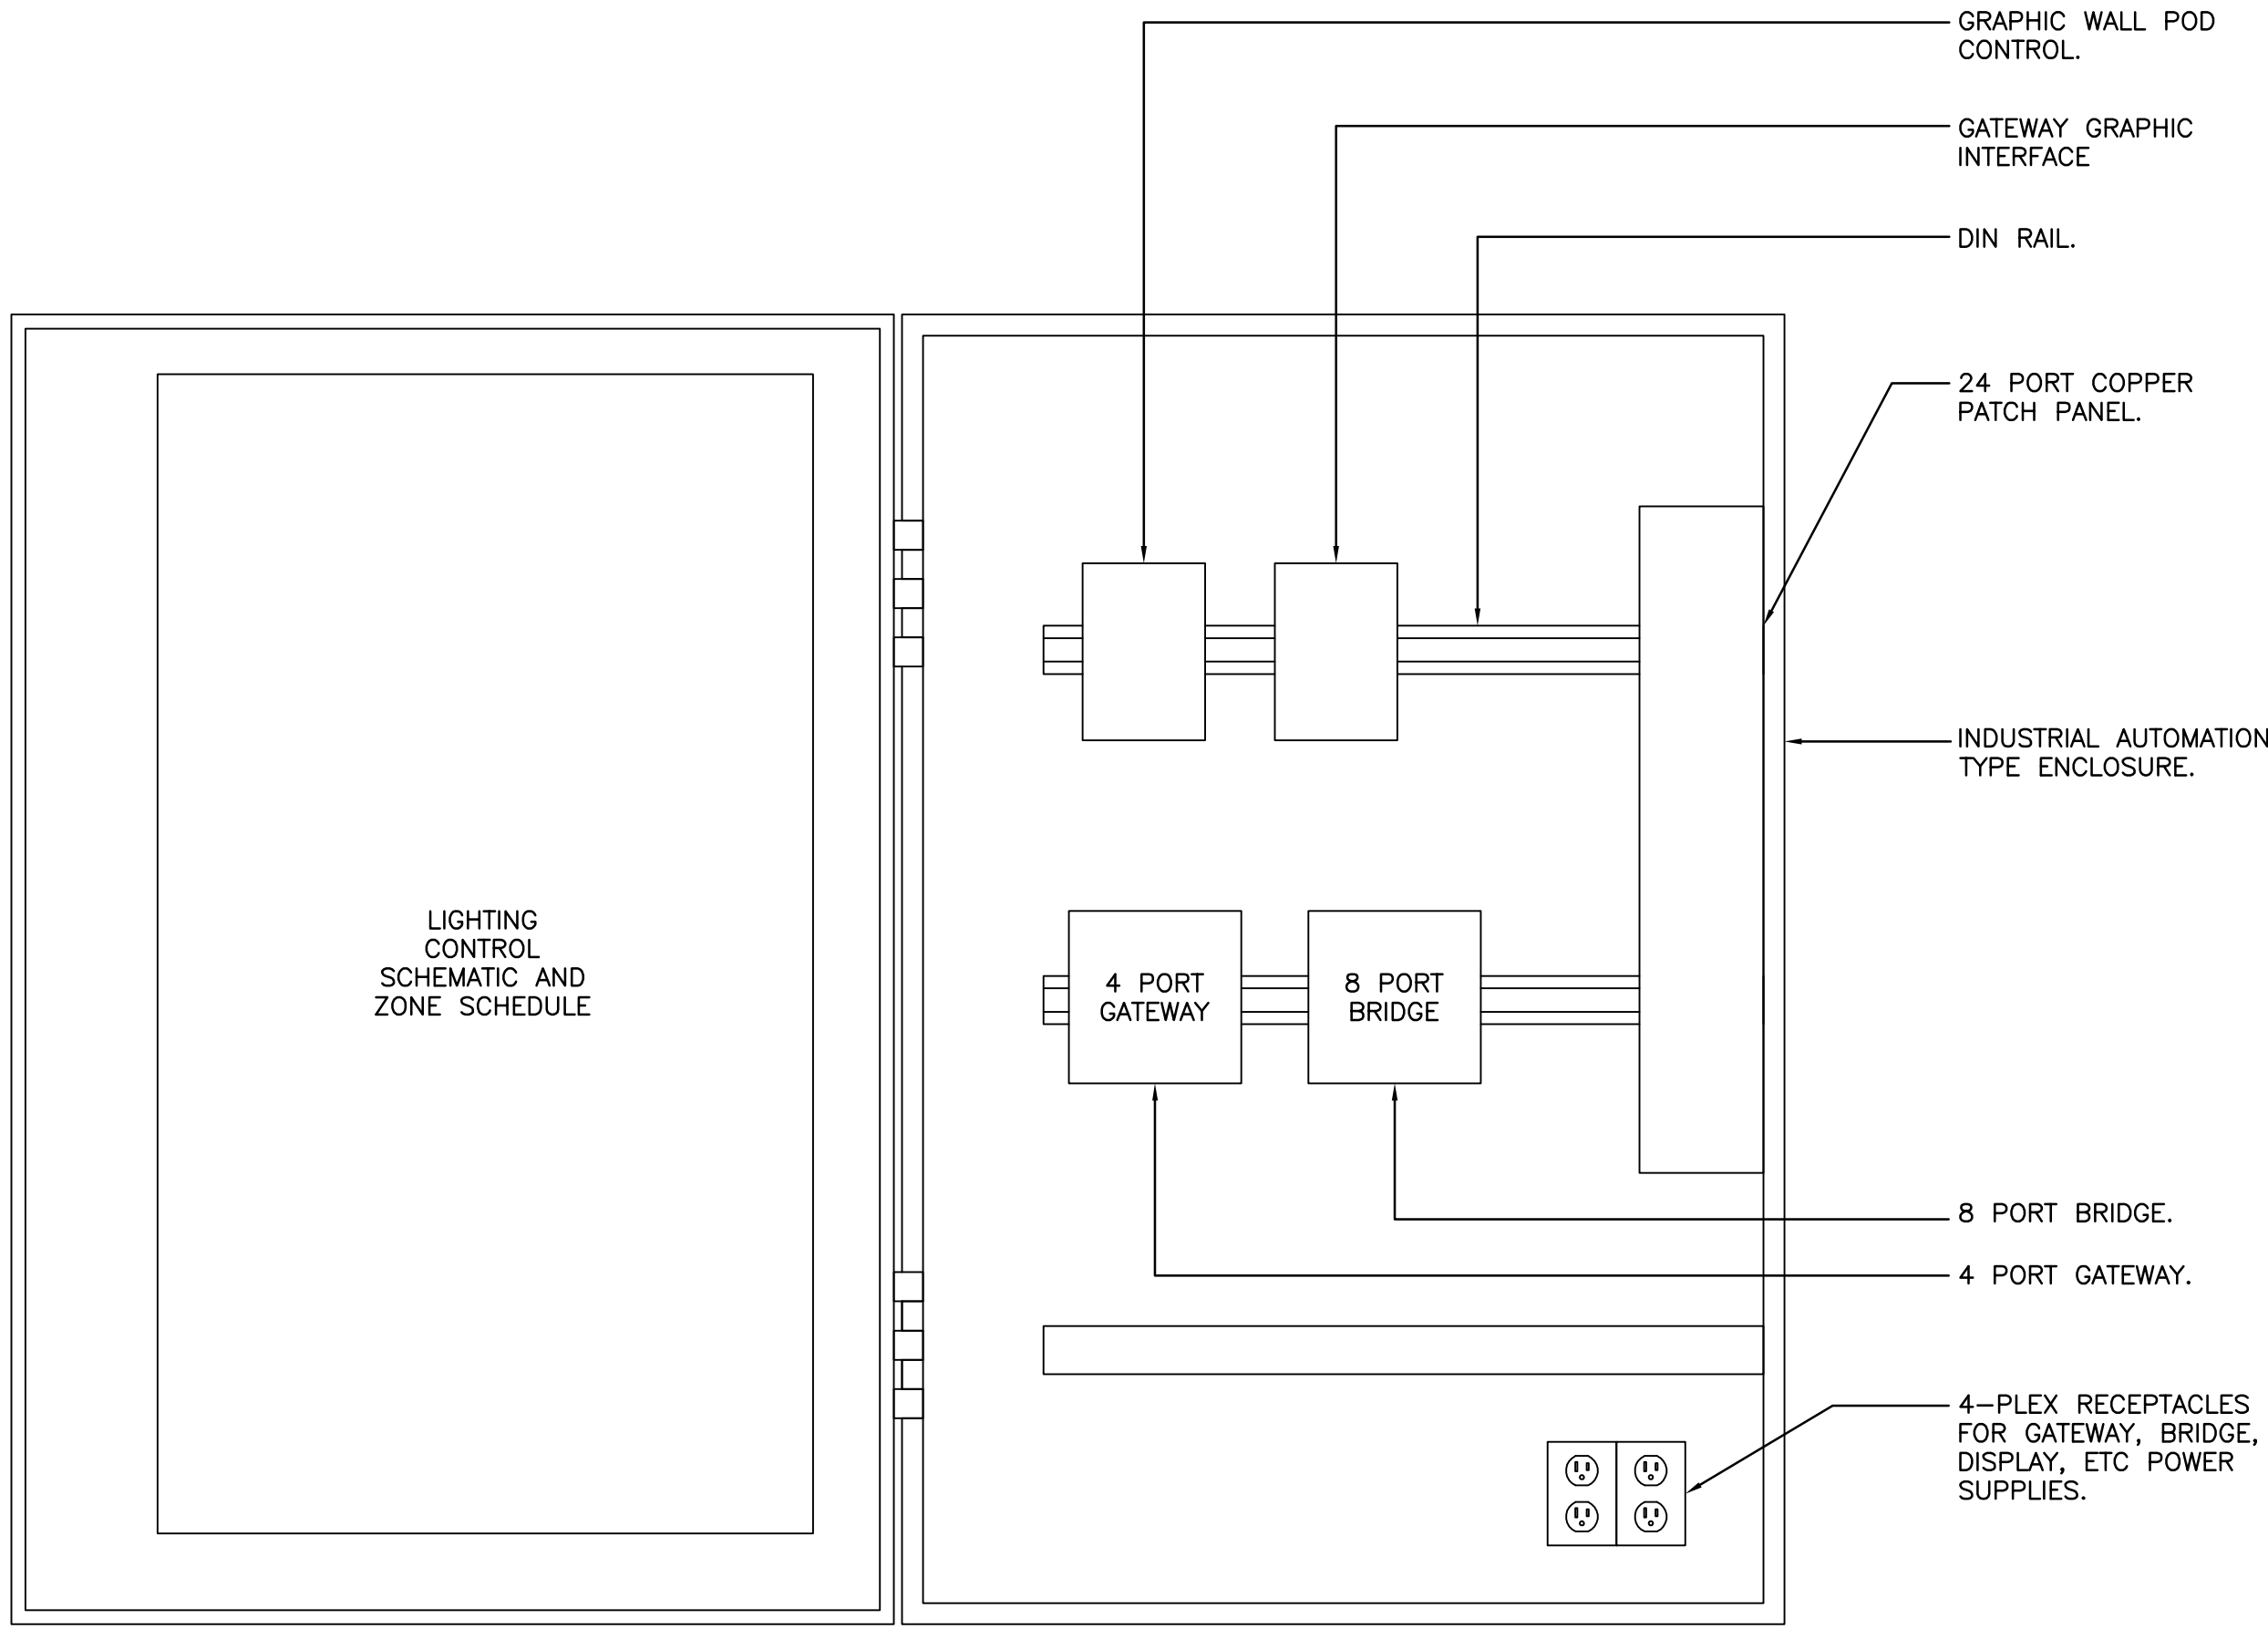 GRAPHIC WALL POD
CONTROL.
GATEWAY GRAPHIC
INTERFACE
DIN RAIL.
24 PORT COPPER
PATCH PANEL.
INDUSTRIAL AUTOMATION
TYPE ENCLOSURE.
LIGHTING
CONTROL
SCHEMATIC AND
ZONE SCHEDULE
4 PORT
GATEWAY
8 PORT
BRIDGE
8 PORT BRIDGE.
4 PORT GATEWAY.
4-PLEX RECEPTACLES
FOR GATEWAY, BRIDGE,
DISPLAY, ETC POWER
SUPPLIES.